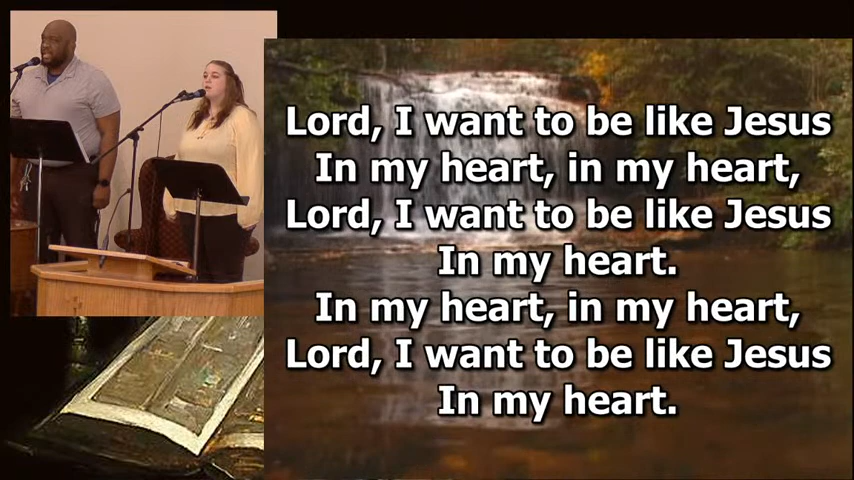 Lord, I want to be like Jesus
In my heart, in my heart,
Lord, I want to be like Jesus
In my heart.
In my heart, in my heart,
Lord, I want to be like Jesus
In my heart.